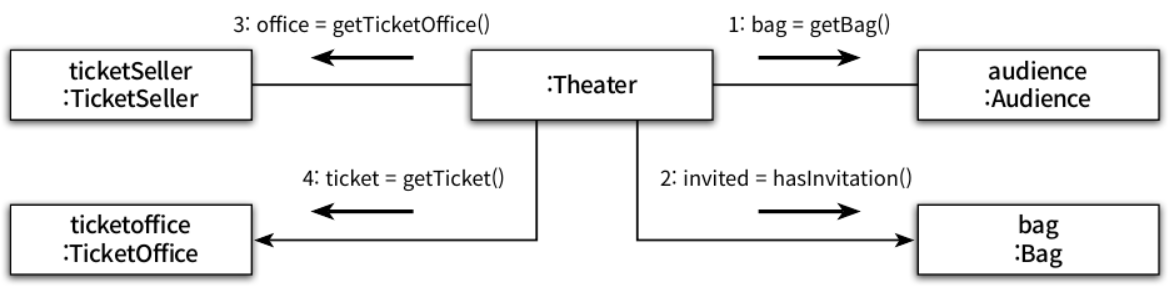 3: office = getTicketOffice()
1: bag = getBag()
ticketSeller
:TicketSeller
:Theater
audience
:Audience
4: ticket = getTicket()
2: invited = hasInvitation()
ticketoffice
:TicketOffice
bag
:Bag